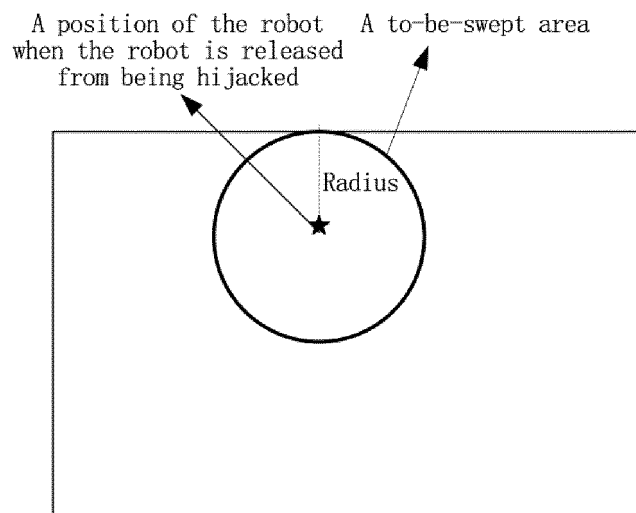 A position of the robot
when the robot is released
from being hijacked
A to-be-swept area
Radius